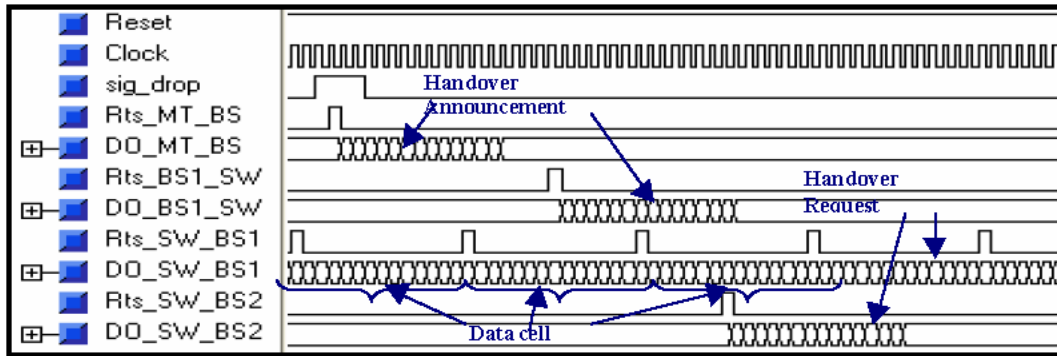 Reset
Clock
sig_drop
Rts_MT_BS
DO_MT_BS
Rts_BS1_SW
DO_BS1_SW
Rts_SW_BS1
DO_SW_BS1
Rts_SW_BS2
DO_SW_BS2
Handover
Announcement
Handover
Request
Data cell